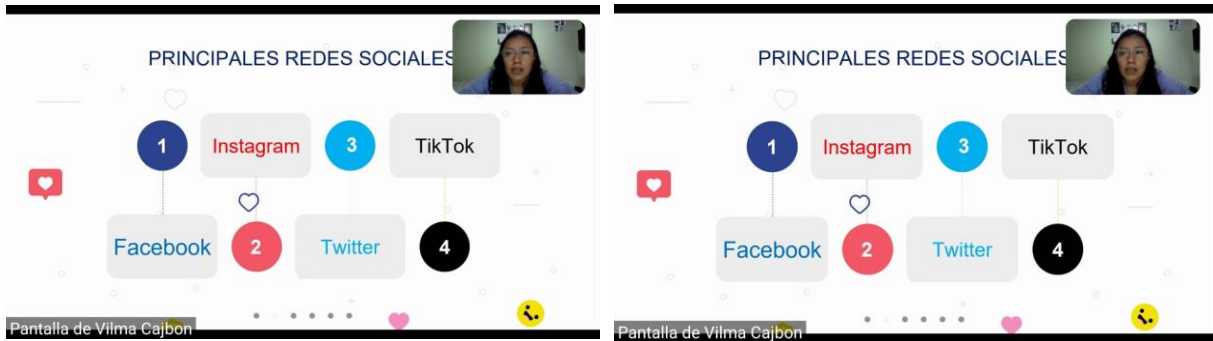 PRINCIPALES REDES SOCIALES
1
Instagram
3
TikTok
Facebook
2
Twitter
4
Pantalla de Vilma Cajbon
PRINCIPALES REDES SOCIALES
1
Instagram
3
TikTok
Facebook
2
Twitter
4
Pantalla de Vilma Cajbon